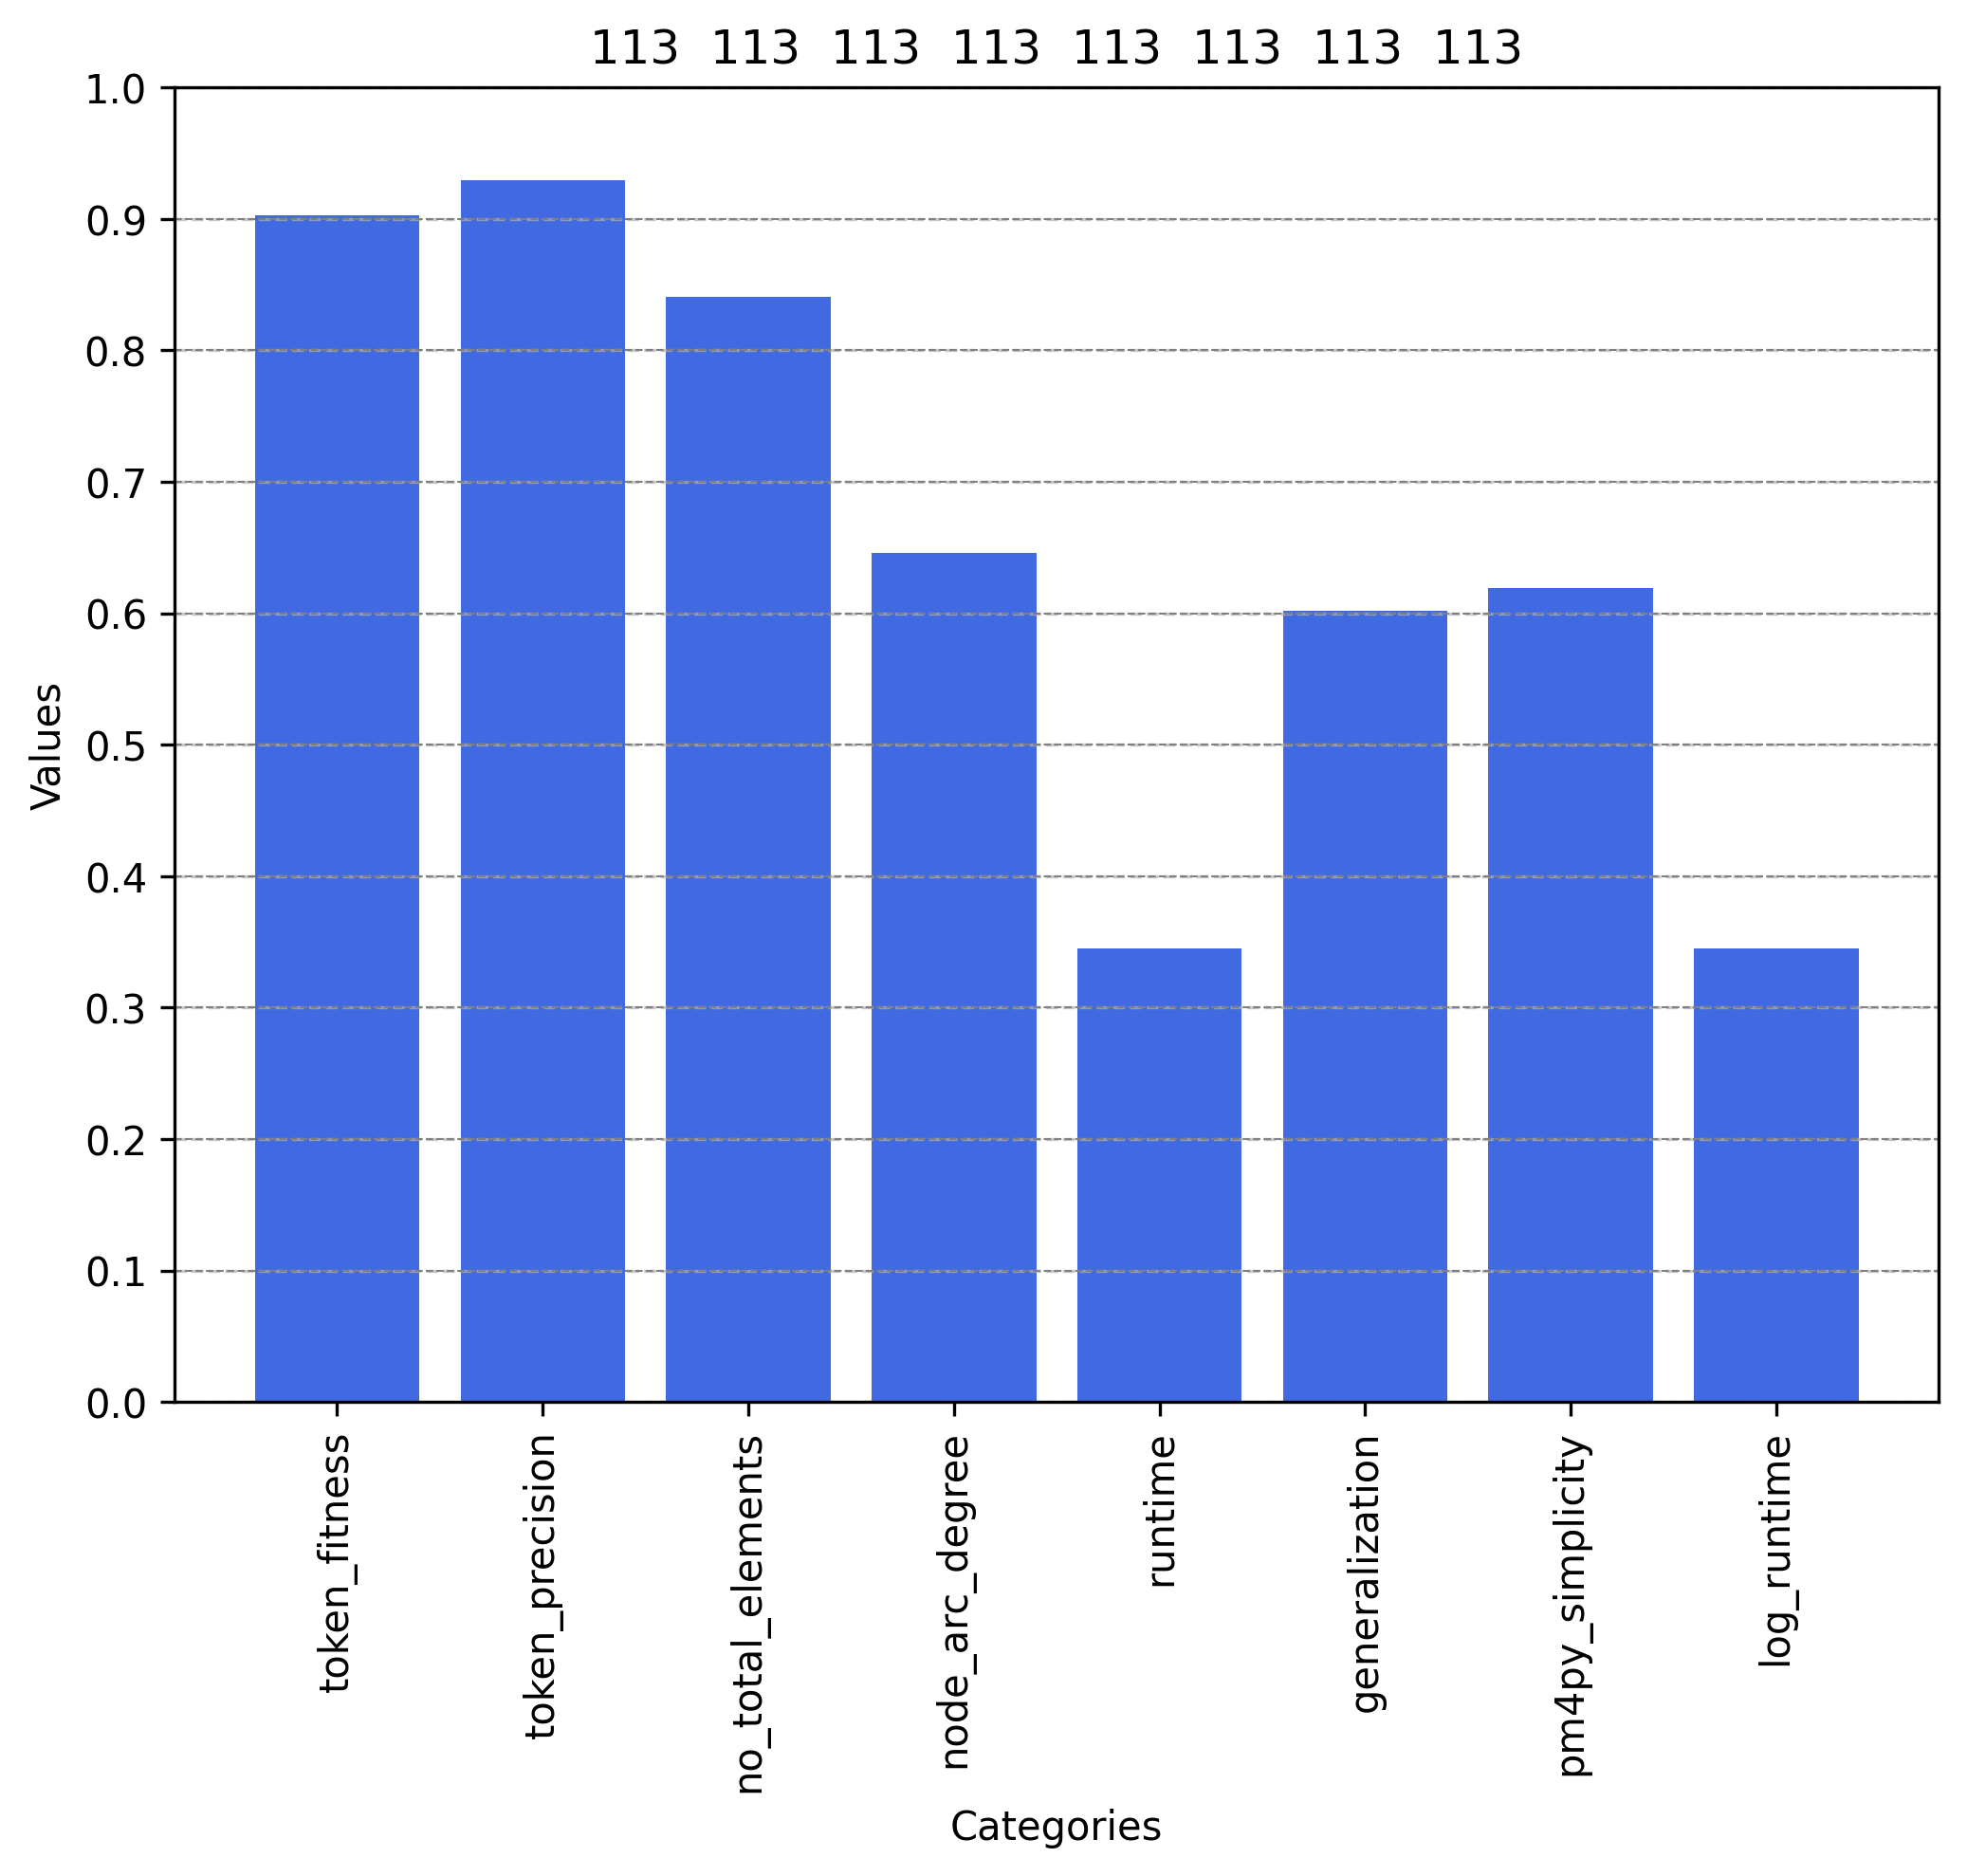 113 113 113 113 113 113 113 113
1.0
0.9
0.8
0.7
0.6
0.5
0.4
0.3
0.2
0.1
0.0
Values
token_fitness
token_precision
no_total_elements
node_arc_degree
runtime
generalization
pm4py_simplicity
log_runtime
Categories